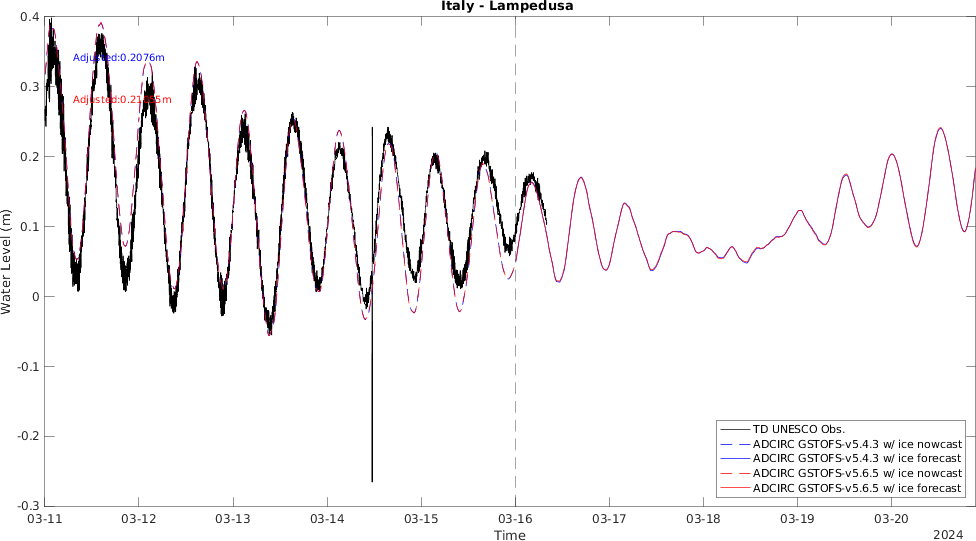 Italy - Lampedusa
0.4
0.3
0.2
0.1
0
-0.1
-0.2
-0.3
Water Level (m)
Adjusted:0.2076m
TD UNESCO Obs.
ADCIRC GSTOFS-v5.4.3 w/ ice nowcast
ADCIRC GSTOFS-v5.4.3 w/ ice forecast
ADCIRC GSTOFS-v5.6.5 w/ ice nowcast
ADCIRC GSTOFS-v5.6.5 w/ ice forecast
03-11 03-12 03-13 03-14 03-15 03-16 03-17 03-18 03-19 03-20
Time
2024